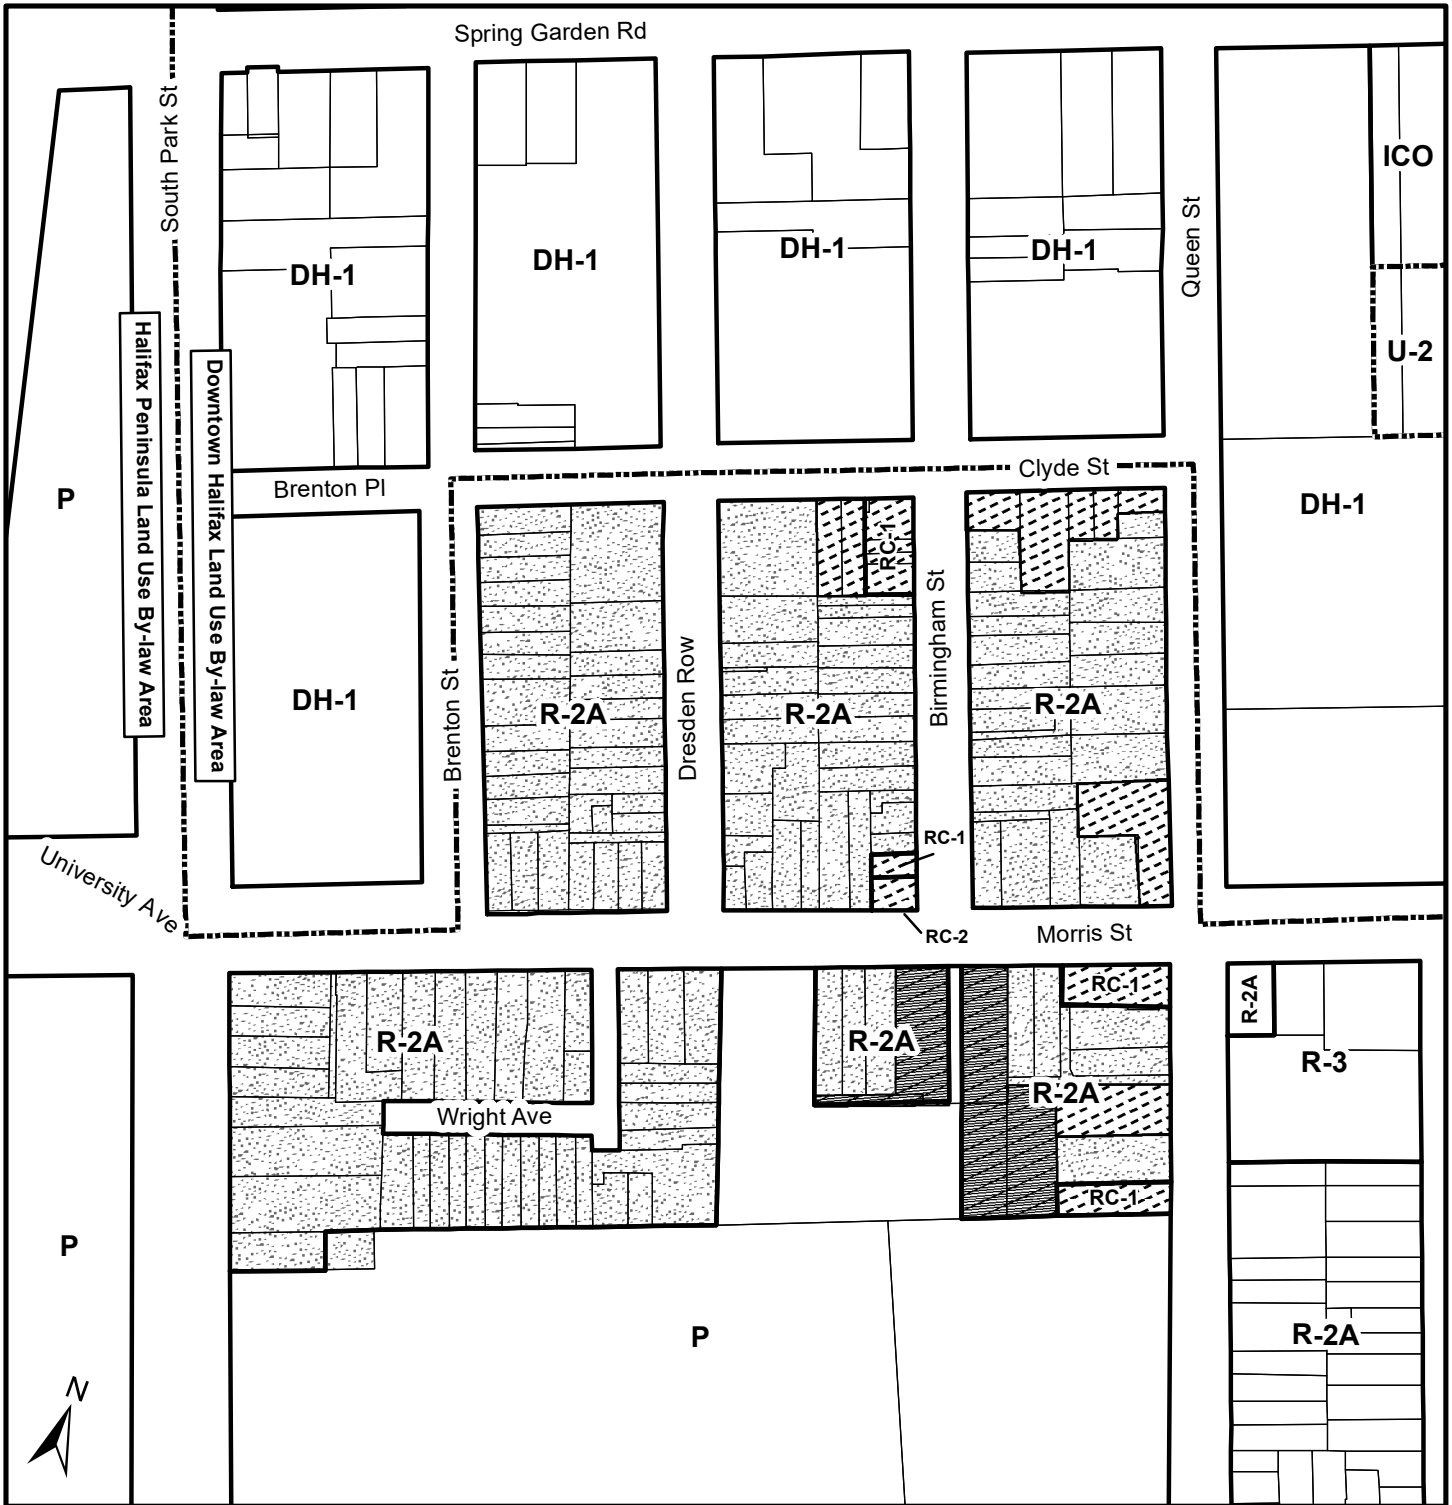 Spring Garden Rd
South Park St
ICO
Queen St
DH-1
DH-1
DH-1
DH-1
U-2
Halifax Peninsula Land Use By-law Area
Downtown Halifax Land Use By-law Area
Clyde St
Brenton Pl
P
DH-1
RC-1
Birmingham St
DH-1
Brenton St
R-2A
Dresden Row
R-2A
R-2A
RC-1
University Ave
RC-2
Morris St
RC-1
R-2A
R-2A
R-2A
R-3
R-2A
Wright Ave
RC-1
P
P
R-2A
N